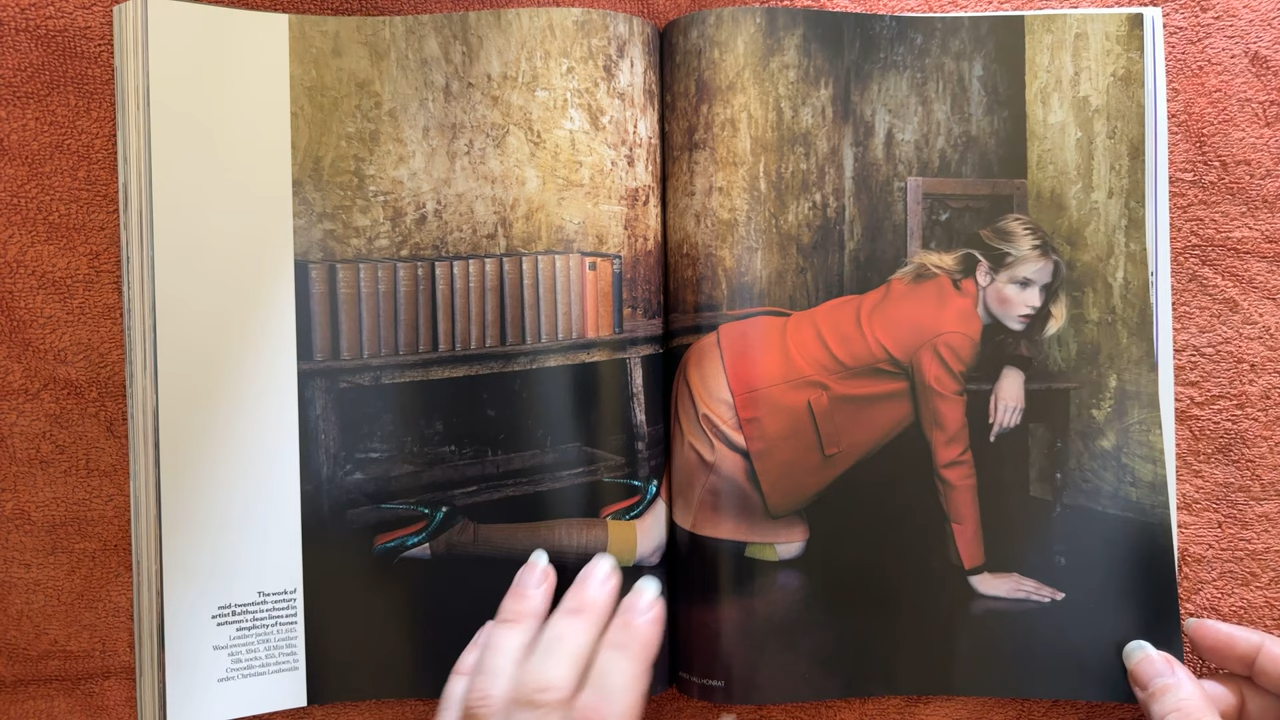 The work of
mid-twentieth-century
artist Balthus is echoed in
autumn's clean lines and
simplicity of tones
Leather jacket, £1,645.
Wool sweater, £300. Leather
skirt, £945. All Miu Miu.
Silk socks, £55, Prada.
Crocodile-skin shoes, to
order, Christian Louboutin
VALLHONRAT